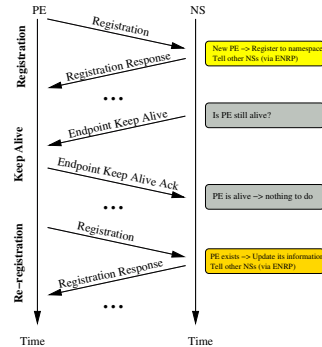 PE NS
Registration
New PE -> Register to namespace
Tell other NSs (via ENRP)
Registration
Registration Response
...
Endpoint Keep Alive
Is PE still alive?
Keep Alive
Endpoint Keep Alive Ack
PE is alive -> nothing to do
...
Registration
PE exists -> Update its information
Tell other NSs (via ENRP)
Re-registration
Registration Response
...
Time Time